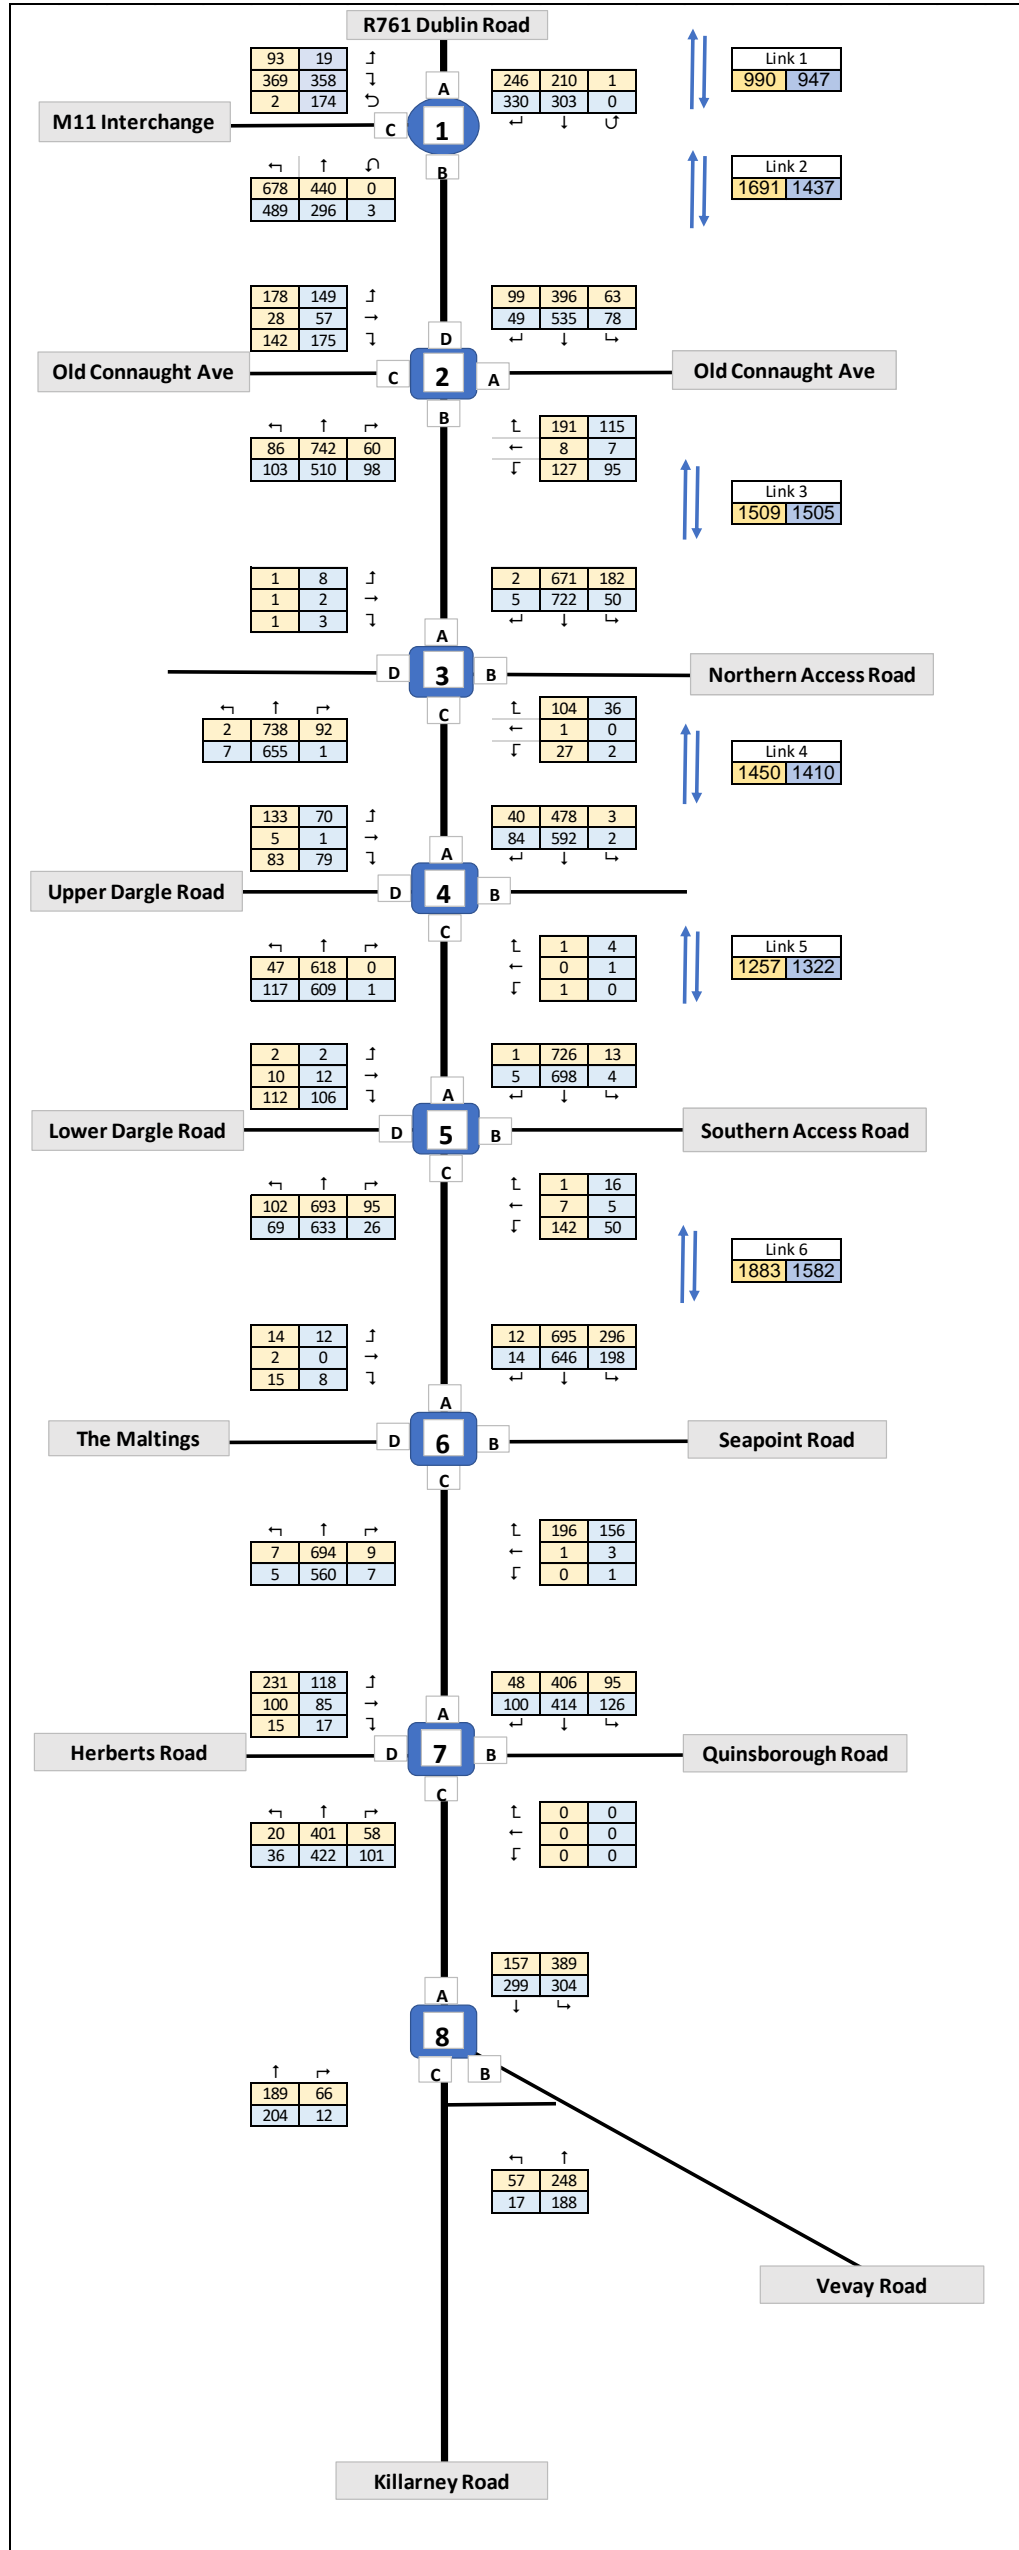 R761 Dublin Road
93 19 ↱
369 358 ↴
2 174 ⮌
A
246 210 1
330 303 0
↵ ↓ ↺
Link 1
990 947
M11 Interchange
C
1
B
↰ ↑ ↶
678 440 0
489 296 3
Link 2
1691 1437
178 149 ↱
28 57 →
142 175 ↴
99 396 63
49 535 78
↵ ↓ ↳
D
Old Connaught Ave
C
2
A
Old Connaught Ave
B
↰ ↑ ↱
86 742 60
103 510 98
↰ 191 115
← 8 7
↲ 127 95
Link 3
1509 1505
1 8 ↱
1 2 →
1 3 ↴
2 671 182
5 722 50
↵ ↓ ↳
A
D
3
B
Northern Access Road
C
↰ ↑ ↱
2 738 92
7 655 1
↰ 104 36
← 1 0
↲ 27 2
Link 4
1450 1410
133 70 ↱
5 1 →
83 79 ↴
40 478 3
84 592 2
↵ ↓ ↳
A
Upper Dargle Road
D
4
B
C
↰ ↑ ↱
47 618 0
117 609 1
↰ 1 4
← 0 1
↲ 1 0
Link 5
1257 1322
2 2 ↱
10 12 →
112 106 ↴
1 726 13
5 698 4
↵ ↓ ↳
A
Lower Dargle Road
D
5
B
Southern Access Road
C
↰ ↑ ↱
102 693 95
69 633 26
↰ 1 16
← 7 5
↲ 142 50
Link 6
1883 1582
14 12 ↱
2 0 →
15 8 ↴
12 695 296
14 646 198
↵ ↓ ↳
A
The Maltings
D
6
B
Seapoint Road
C
↰ ↑ ↱
7 694 9
5 560 7
↰ 196 156
← 1 3
↲ 0 1
231 118 ↱
100 85 →
15 17 ↴
48 406 95
100 414 126
↵ ↓ ↳
A
Herberts Road
D
7
B
Quinsborough Road
C
↰ ↑ ↱
20 401 58
36 422 101
↰ 0 0
← 0 0
↲ 0 0
157 389
299 304
↓ ↳
A
8
C
B
↑ ↱
189 66
204 12
↰ ↑
57 248
17 188
Vevay Road
Killarney Road